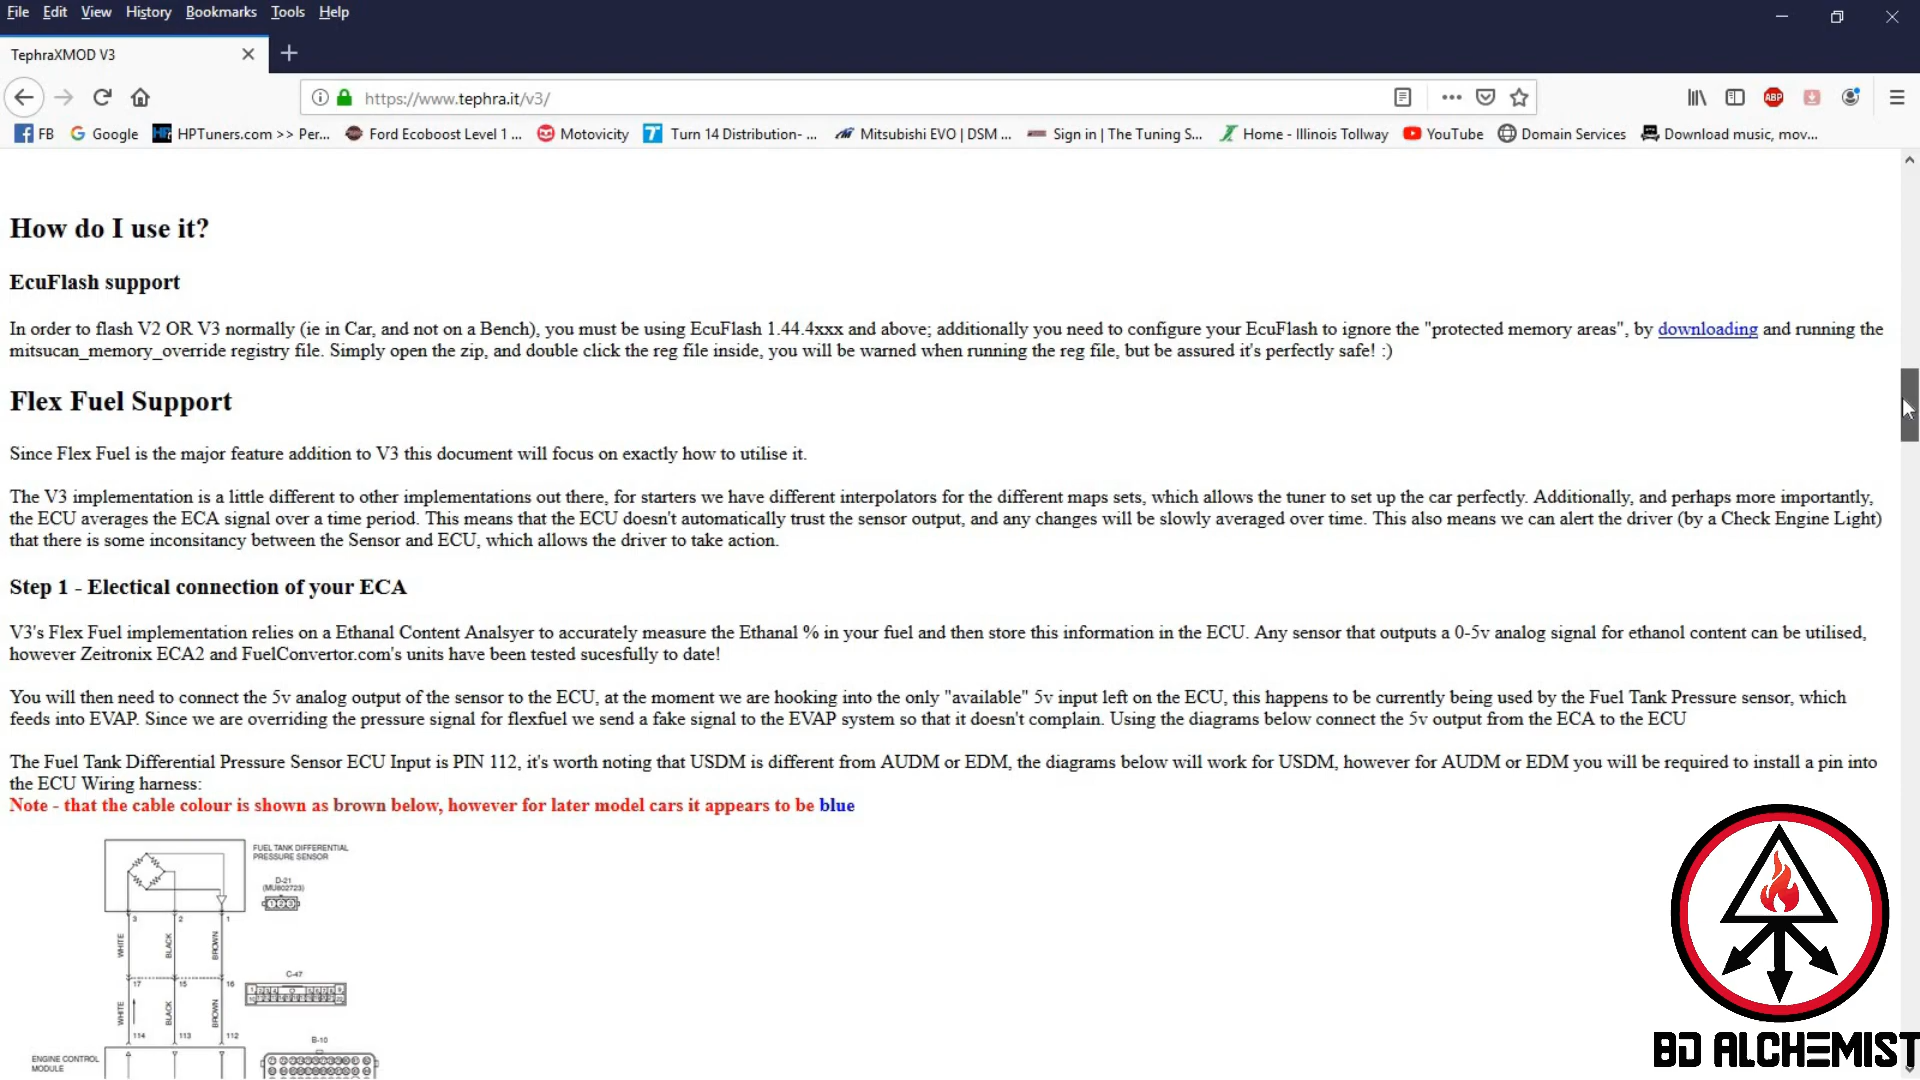 File Edit View History Bookmarks Tools Help
TephraXMOD V3
https://www.tephra.it/v3/
ABP
FB Google HPTuners.com >> Per... Ford Ecoboost Level 1 ... Motovicity Turn 14 Distribution- ... Mitsubishi EVO | DSM ... Sign in | The Tuning S... Home - Illinois Tollway YouTube Domain Services Download music, mov...
How do I use it?
EcuFlash support
In order to flash V2 OR V3 normally (ie in Car, and not on a Bench), you must be using EcuFlash 1.44.4xxx and above; additionally you need to configure your EcuFlash to ignore the "protected memory areas", by downloading and running the
mitsucan_memory_override registry file. Simply open the zip, and double click the reg file inside, you will be warned when running the reg file, but be assured it's perfectly safe! :)
Flex Fuel Support
Since Flex Fuel is the major feature addition to V3 this document will focus on exactly how to utilise it.
The V3 implementation is a little different to other implementations out there, for starters we have different interpolators for the different maps sets, which allows the tuner to set up the car perfectly. Additionally, and perhaps more importantly,
the ECU averages the ECA signal over a time period. This means that the ECU doesn't automatically trust the sensor output, and any changes will be slowly averaged over time. This also means we can alert the driver (by a Check Engine Light)
that there is some inconsitancy between the Sensor and ECU, which allows the driver to take action.
Step 1 - Electical connection of your ECA
V3's Flex Fuel implementation relies on a Ethanal Content Analsyer to accurately measure the Ethanal % in your fuel and then store this information in the ECU. Any sensor that outputs a 0-5v analog signal for ethanol content can be utilised,
however Zeitronix ECA2 and FuelConvertor.com's units have been tested sucesfully to date!
You will then need to connect the 5v analog output of the sensor to the ECU, at the moment we are hooking into the only "available" 5v input left on the ECU, this happens to be currently being used by the Fuel Tank Pressure sensor, which
feeds into EVAP. Since we are overriding the pressure signal for flexfuel we send a fake signal to the EVAP system so that it doesn't complain. Using the diagrams below connect the 5v output from the ECA to the ECU
The Fuel Tank Differential Pressure Sensor ECU Input is PIN 112, it's worth noting that USDM is different from AUDM or EDM, the diagrams below will work for USDM, however for AUDM or EDM you will be required to install a pin into
the ECU Wiring harness:
Note - that the cable colour is shown as brown below, however for later model cars it appears to be blue
FUEL TANK DIFFERENTIAL
PRESSURE SENSOR
D-21
(MU802723)
1 2 3
3 2 1
WHITE BLACK BROWN
C-47
17 15 16
WHITE BLACK BROWN
114 113 112
B-10
ENGINE CONTROL
MODULE
BD ALCHEMIST